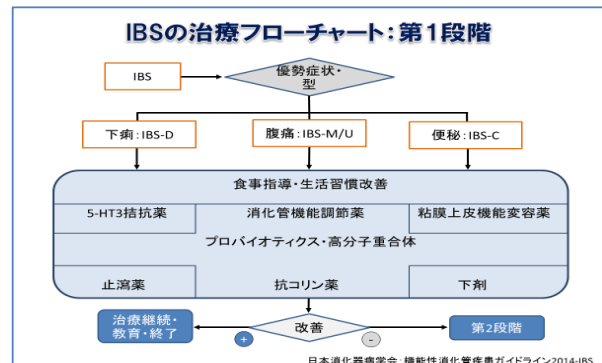 IBSの治療フローチャート：第1段階
IBS
優勢症状・
型
下痢：IBS-D
腹痛：IBS-M/U
便秘：IBS-C
食事指導・生活習慣改善
5-HT3拮抗薬
消化管機能調節薬
粘膜上皮機能変容薬
プロバイオティクス・高分子重合体
止瀉薬
抗コリン薬
下剤
治療継続・
教育・終了
+
改善
-
第2段階
日本消化器病学会：機能性消化管疾患ガイドライン2014-IBS